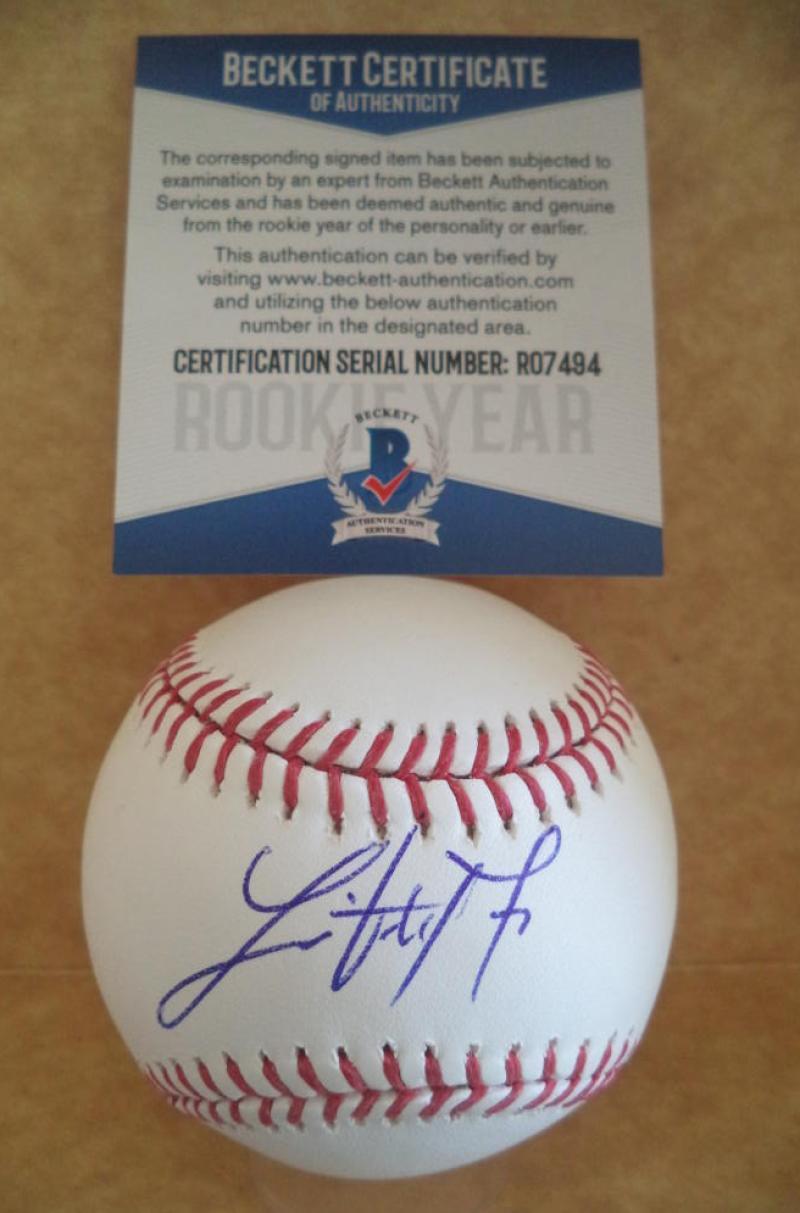 BECKETT CERTIFICATE
OF AUTHENTICITY
The corresponding signed item has been subjected to
examination by an expert from Beckett Authentication
Services and has been deemed authentic and genuine
from the rookie year of the personality or earlier.
This authentication can be verified by
visiting www.beckett-authentication.com
and utilizing the below authentication
number in the designated area.
CERTIFICATION SERIAL NUMBER: R07494
ROOKIE YEAR
BECKETT
B
AUTHENTICATION
SERVICES